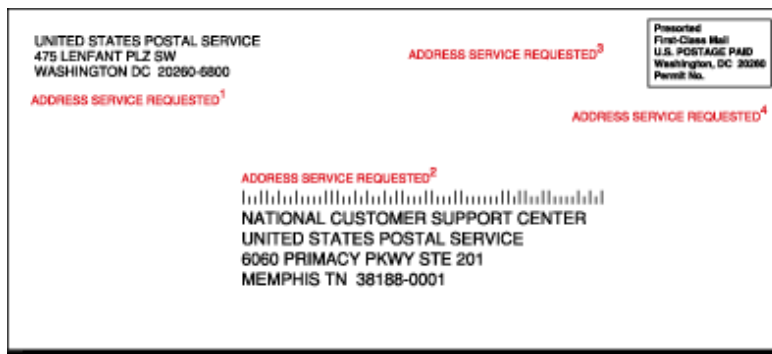 UNITED STATES POSTAL SERVICE
475 LENFANT PLZ SW
WASHINGTON DC 20260-6800
ADDRESS SERVICE REQUESTED1
ADDRESS SERVICE REQUESTED3
Presorted
First-Class Mail
U.S. POSTAGE PAID
Washington, DC 20260
Permit No.
ADDRESS SERVICE REQUESTED4
ADDRESS SERVICE REQUESTED2
NATIONAL CUSTOMER SUPPORT CENTER
UNITED STATES POSTAL SERVICE
6060 PRIMACY PKWY STE 201
MEMPHIS TN 38188-0001